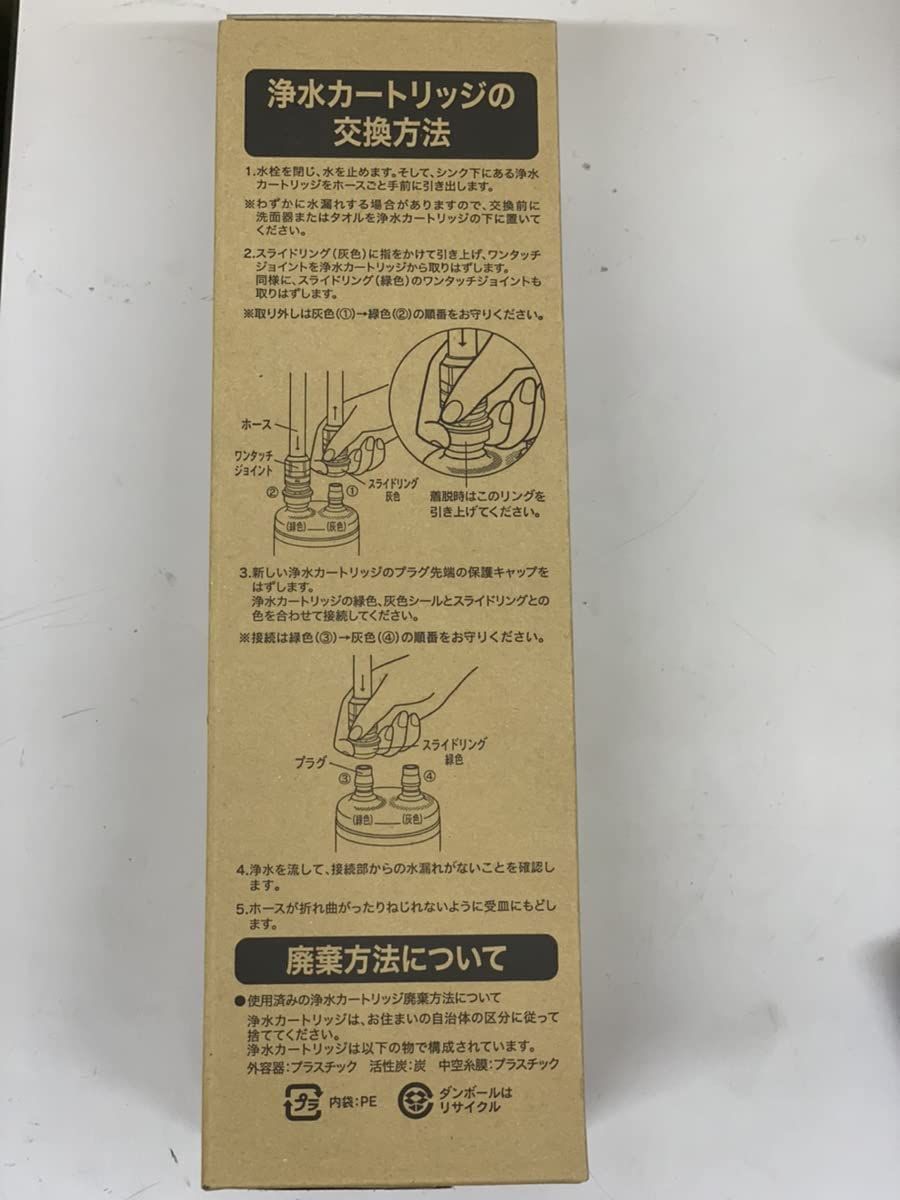 浄水カートリッジの
交換方法
1.水栓を閉じ、水を止めます。そして、シンク下にある浄水
カートリッジをホースごと手前に引き出します。
※わずかに水漏れする場合がありますので、交換前に
洗面器またはタオルを浄水カートリッジの下に置いて
ください。
2.スライドリング(灰色)に指をかけて引き上げ、ワンタッチ
ジョイントを浄水カートリッジから取りはずします。
同様に、スライドリング(緑色)のワンタッチジョイントも
取りはずします。
※取り外しは灰色(①)→緑色(②)の順番をお守りください。
ホース
ワンタッチ
ジョイント
②
①
スライドリング
灰色
(緑色)
(灰色)
着脱時はこのリングを
引き上げてください。
3.新しい浄水カートリッジのプラグ先端の保護キャップを
はずします。
浄水カートリッジの緑色、灰色シールとスライドリングとの
色を合わせて接続してください。
※接続は緑色(③)→灰色(④)の順番をお守りください。
スライドリング
緑色
プラグ
③
④
(緑色)
(灰色)
4.浄水を流して、接続部からの水漏れがないことを確認し
ます。
5.ホースが折れ曲がったりねじれないように受皿にもどし
ます。
廃棄方法について
●使用済みの浄水カートリッジ廃棄方法について
浄水カートリッジは、お住まいの自治体の区分に従って
捨ててください。
浄水カートリッジは以下の物で構成されています。
外容器:プラスチック 活性炭:炭 中空糸膜:プラスチック
プラ
内袋:PE
ダンボールは
リサイクル